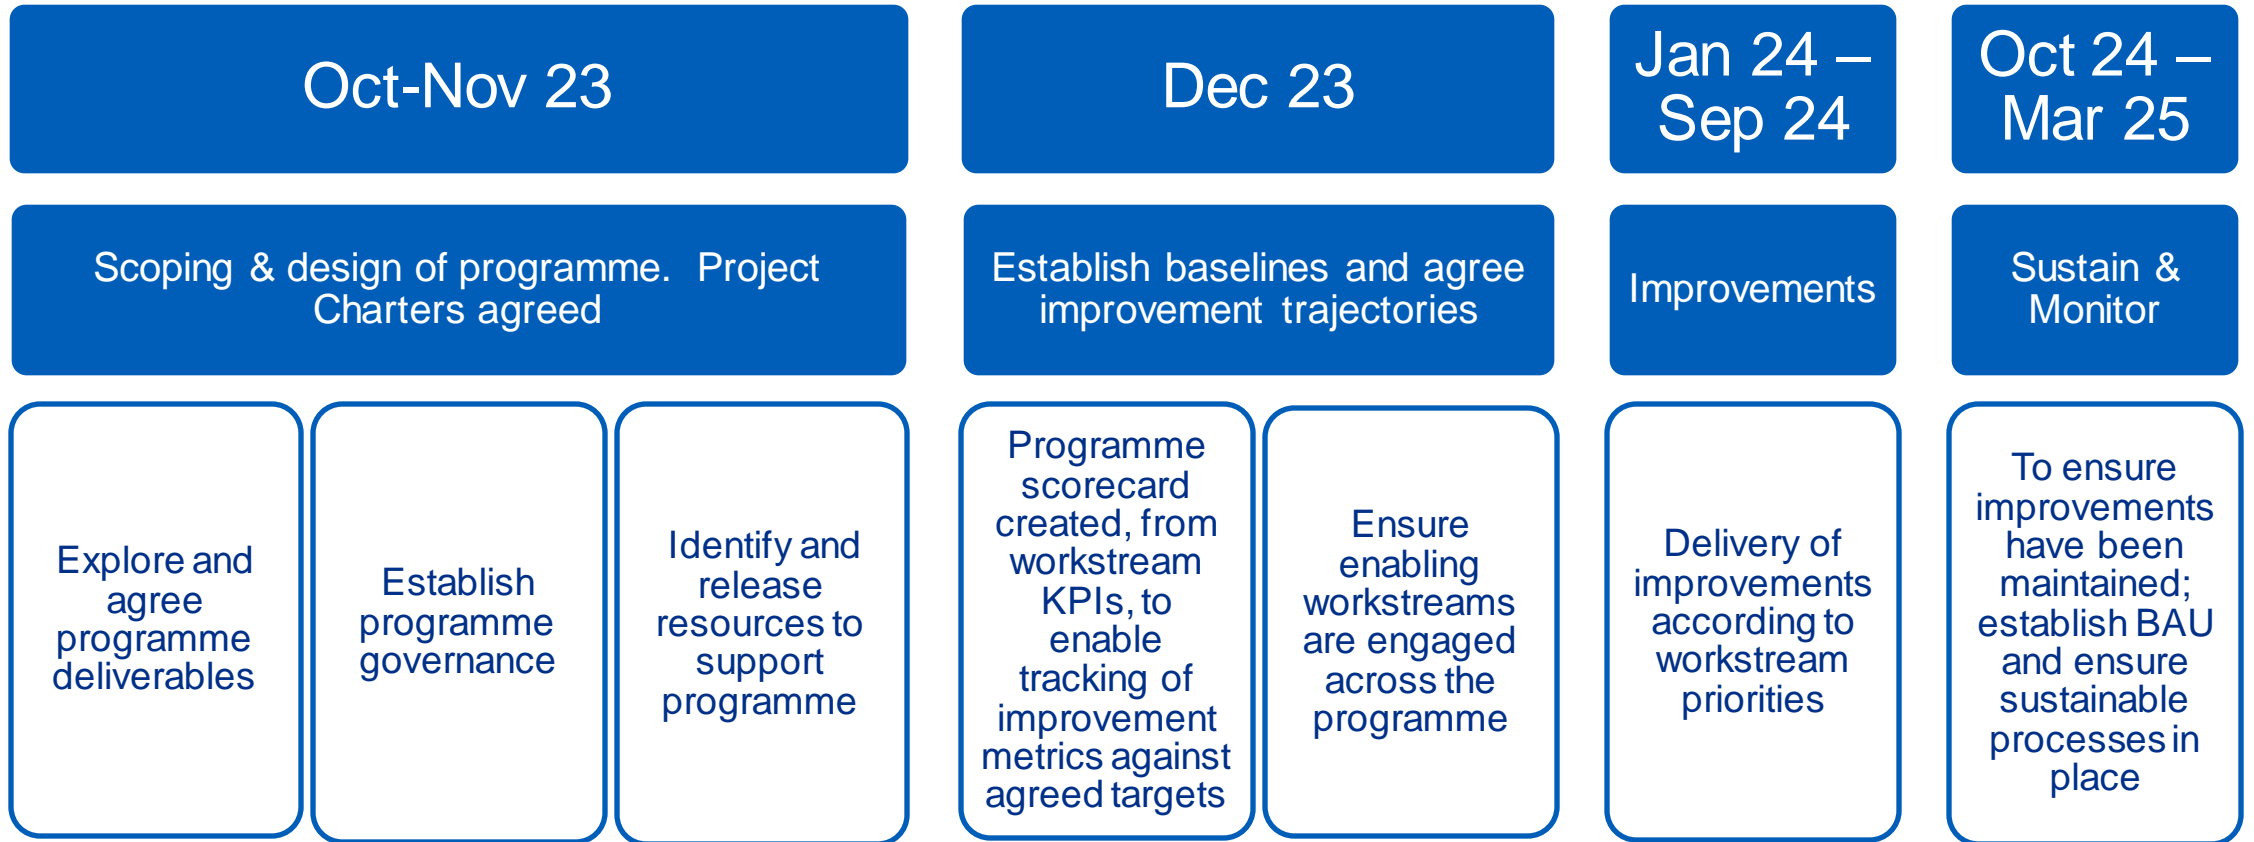 Oct-Nov 23
Dec 23
Jan 24 –
Sep 24
Oct 24 –
Mar 25
Scoping & design of programme. Project
Charters agreed
Establish baselines and agree
improvement trajectories
Improvements
Sustain &
Monitor
Explore and
agree
programme
deliverables
Establish
programme
governance
Identify and
release
resources to
support
programme
Programme
scorecard
created, from
workstream
KPIs, to
enable
tracking of
improvement
metrics against
agreed targets
Ensure
enabling
workstreams
are engaged
across the
programme
Delivery of
improvements
according to
workstream
priorities
To ensure
improvements
have been
maintained;
establish BAU
and ensure
sustainable
processes in
place